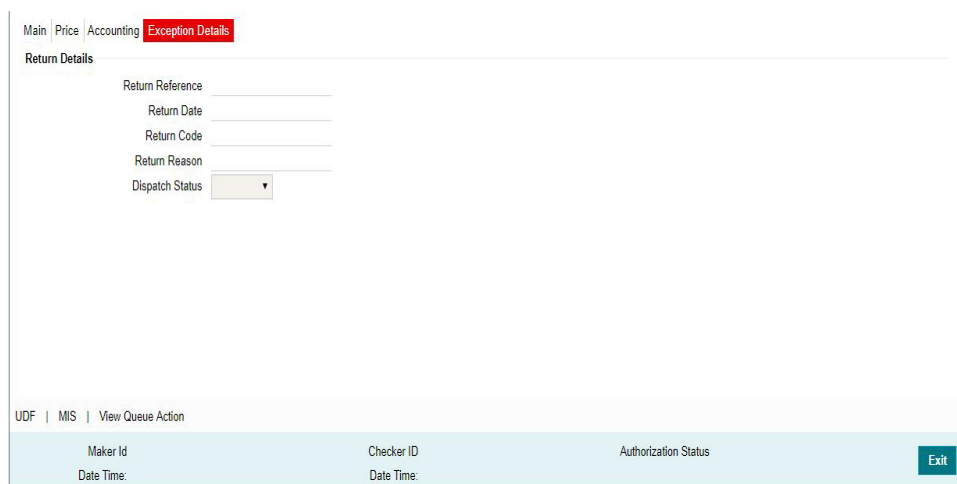 Main Price Accounting Exception Details
Return Details
Return Reference
Return Date
Return Code
Return Reason
Dispatch Status
UDF | MIS | View Queue Action
Maker Id Checker ID Authorization Status
Exit
Date Time: Date Time: